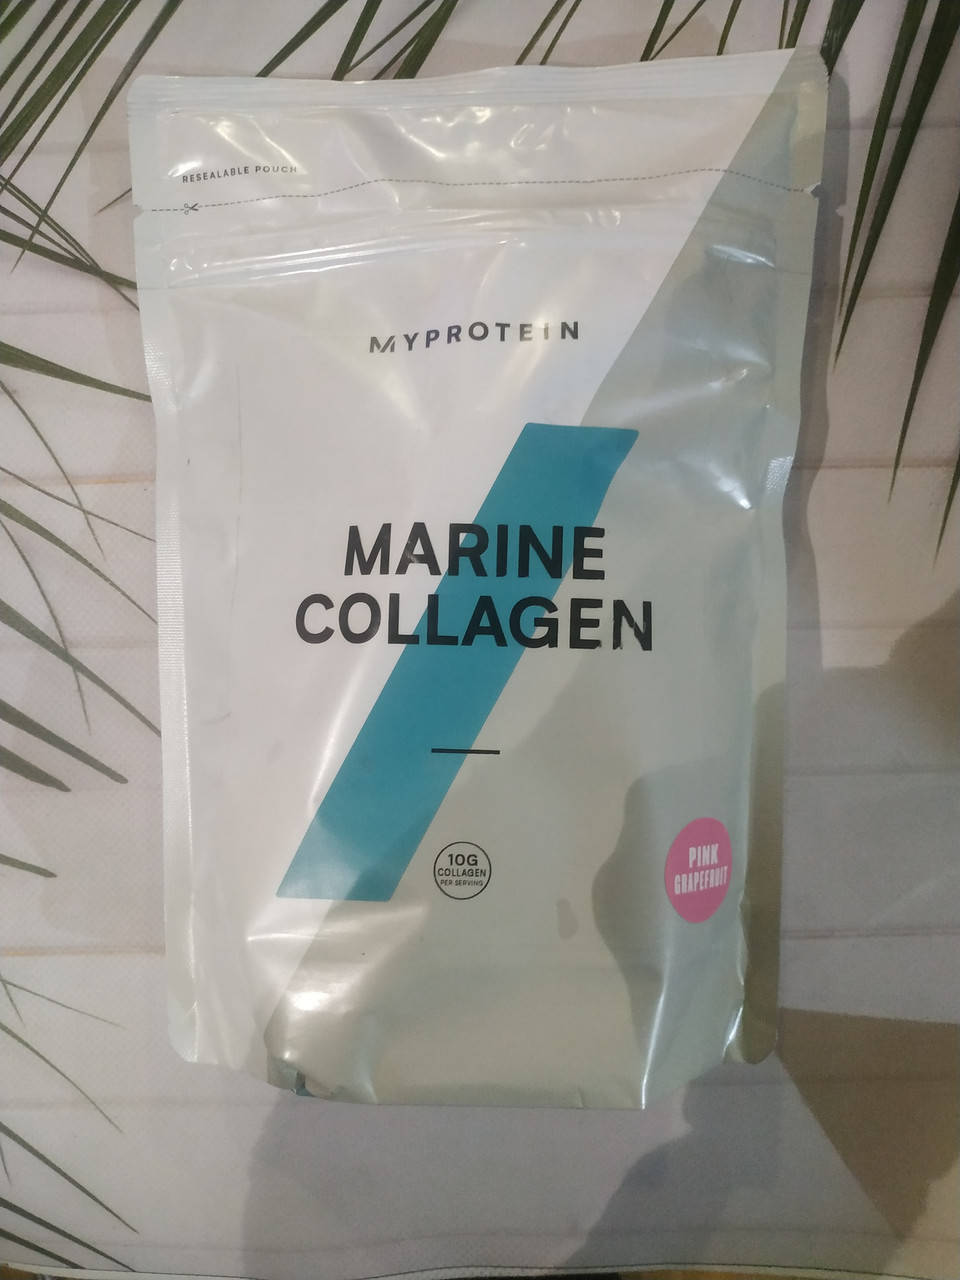 RESEALABLE POUCH
MYPROTEIN
MARINE
COLLAGEN
10G
COLLAGEN
PER SERVING
PINK
GRAPEFRUIT